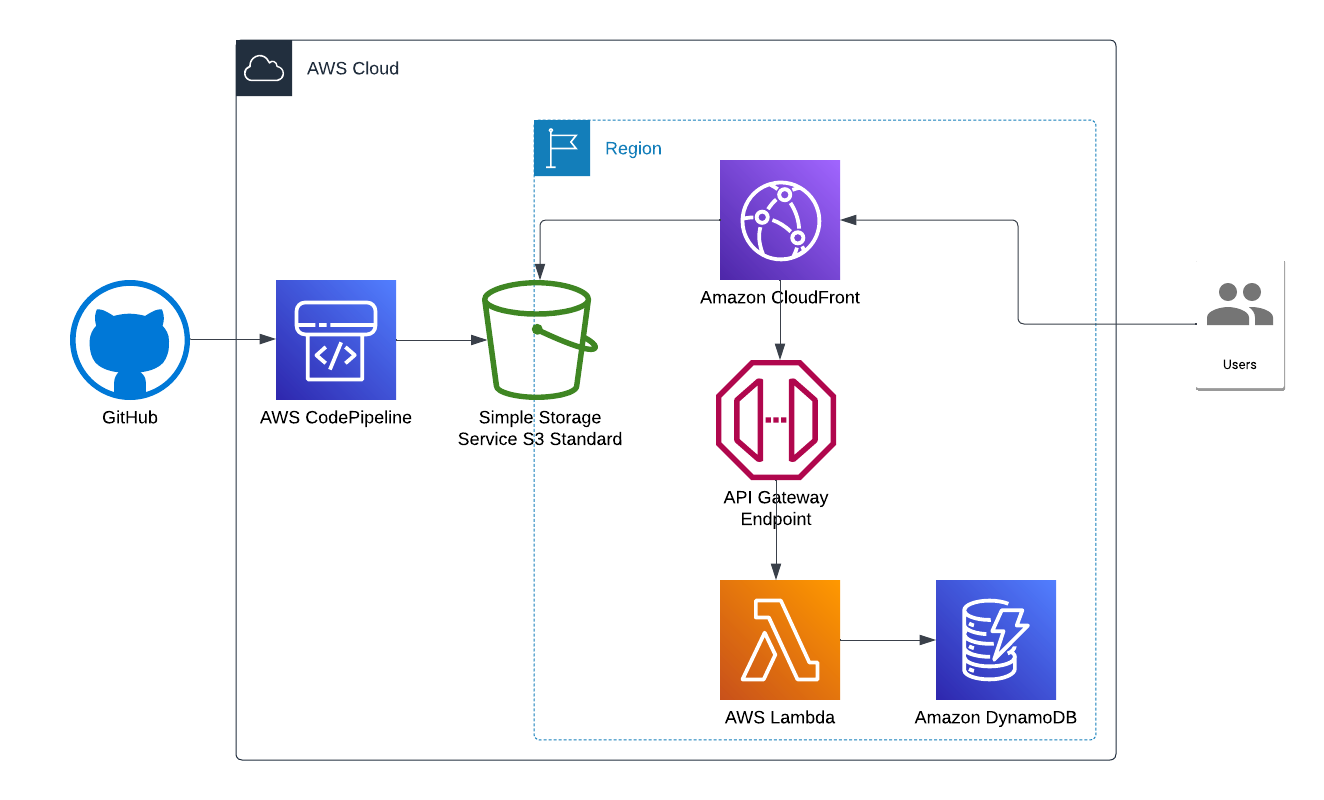 AWS Cloud
Region
Amazon CloudFront
Users
GitHub
AWS CodePipeline
Simple Storage
Service S3 Standard
API Gateway
Endpoint
AWS Lambda
Amazon DynamoDB